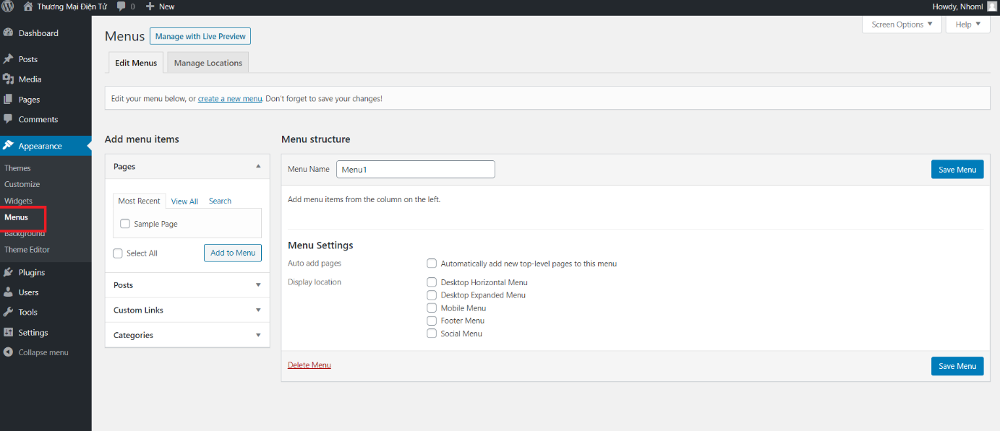 Thương Mại Điện Tử 0 New Howdy, Nhoml
Screen Options Help
Dashboard
Posts
Media
Pages
Comments
Appearance
Themes
Customize
Widgets
Menus
Background
Theme Editor
Plugins
Users
Tools
Settings
Collapse menu
Menus Manage with Live Preview
Edit Menus Manage Locations
Edit your menu below, or create a new menu. Don't forget to save your changes!
Add menu items
Pages
Most Recent View All Search
Sample Page
Select All Add to Menu
Posts
Custom Links
Categories
Menu structure
Menu Name Menu1 Save Menu
Add menu items from the column on the left.
Menu Settings
Auto add pages Automatically add new top-level pages to this menu
Display location Desktop Horizontal Menu
Desktop Expanded Menu
Mobile Menu
Footer Menu
Social Menu
Delete Menu Save Menu